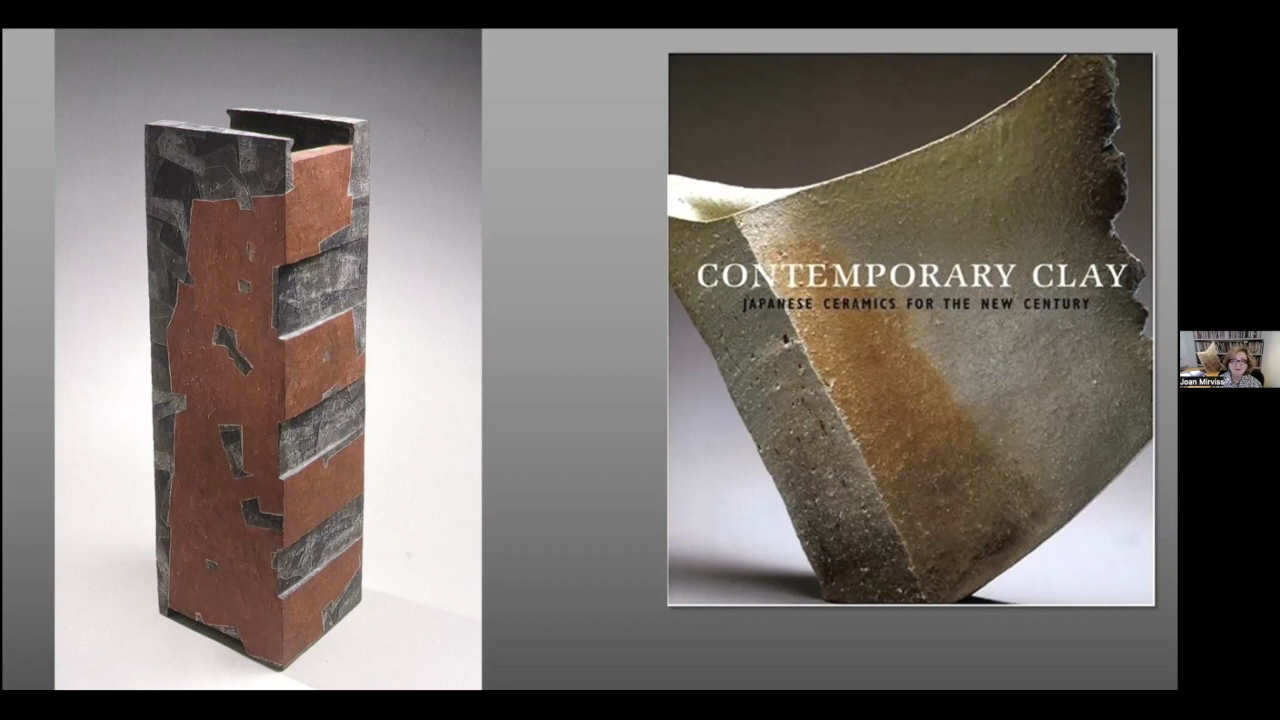 CONTEMPORARY CLAY
JAPANESE CERAMICS FOR THE NEW CENTURY
Joan Mirviss